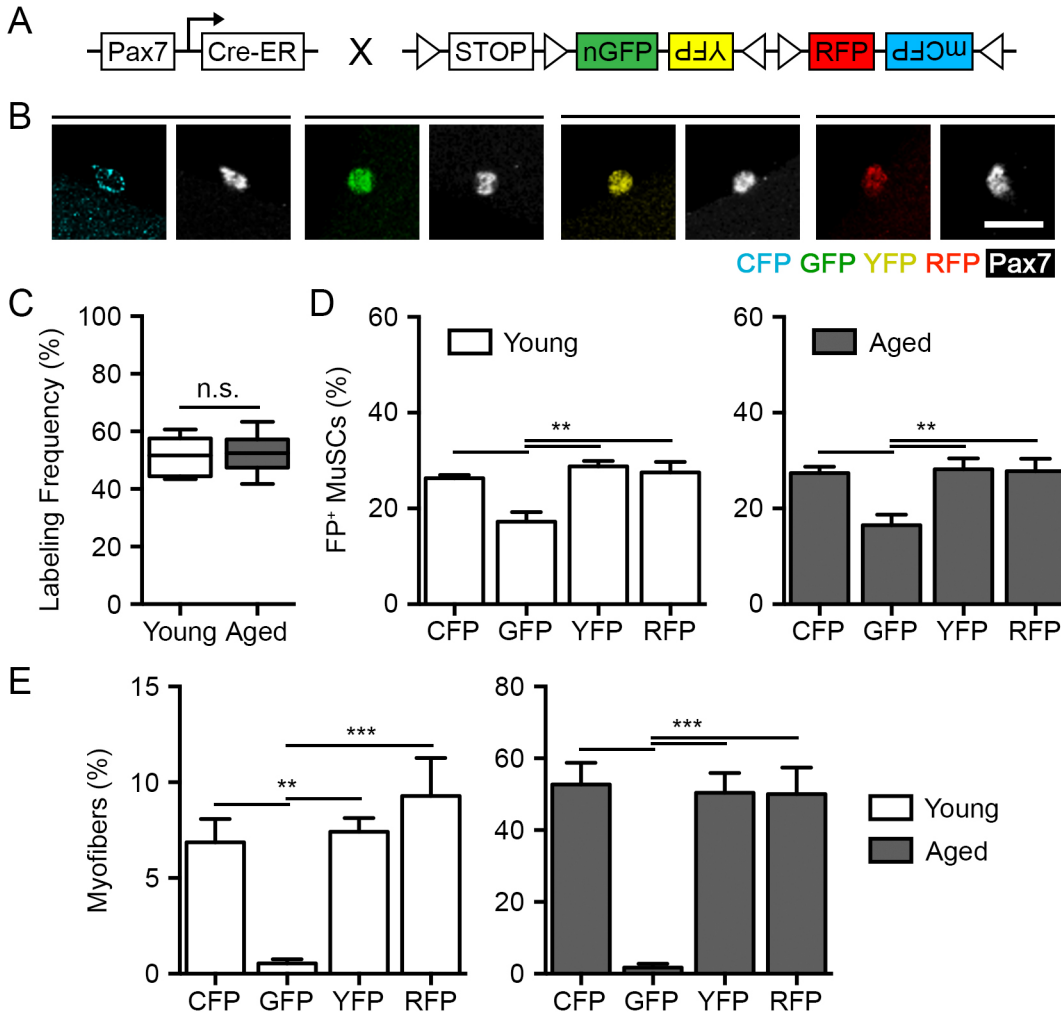 A
Pax7 Cre-ER X STOP nGFP YFP RFP mCFP
B
CFP GFP YFP RFP Pax7
C
Labeling Frequency (%)
100
80
60
40
20
0
n.s.
Young Aged
D
FP+ MuSCs (%)
60
40
20
0
Young
**
CFP GFP YFP RFP
60
40
20
0
Aged
**
CFP GFP YFP RFP
E
Myofibers (%)
15
10
5
0
**
***
CFP GFP YFP RFP
80
60
40
20
0
***
CFP GFP YFP RFP
Young
Aged